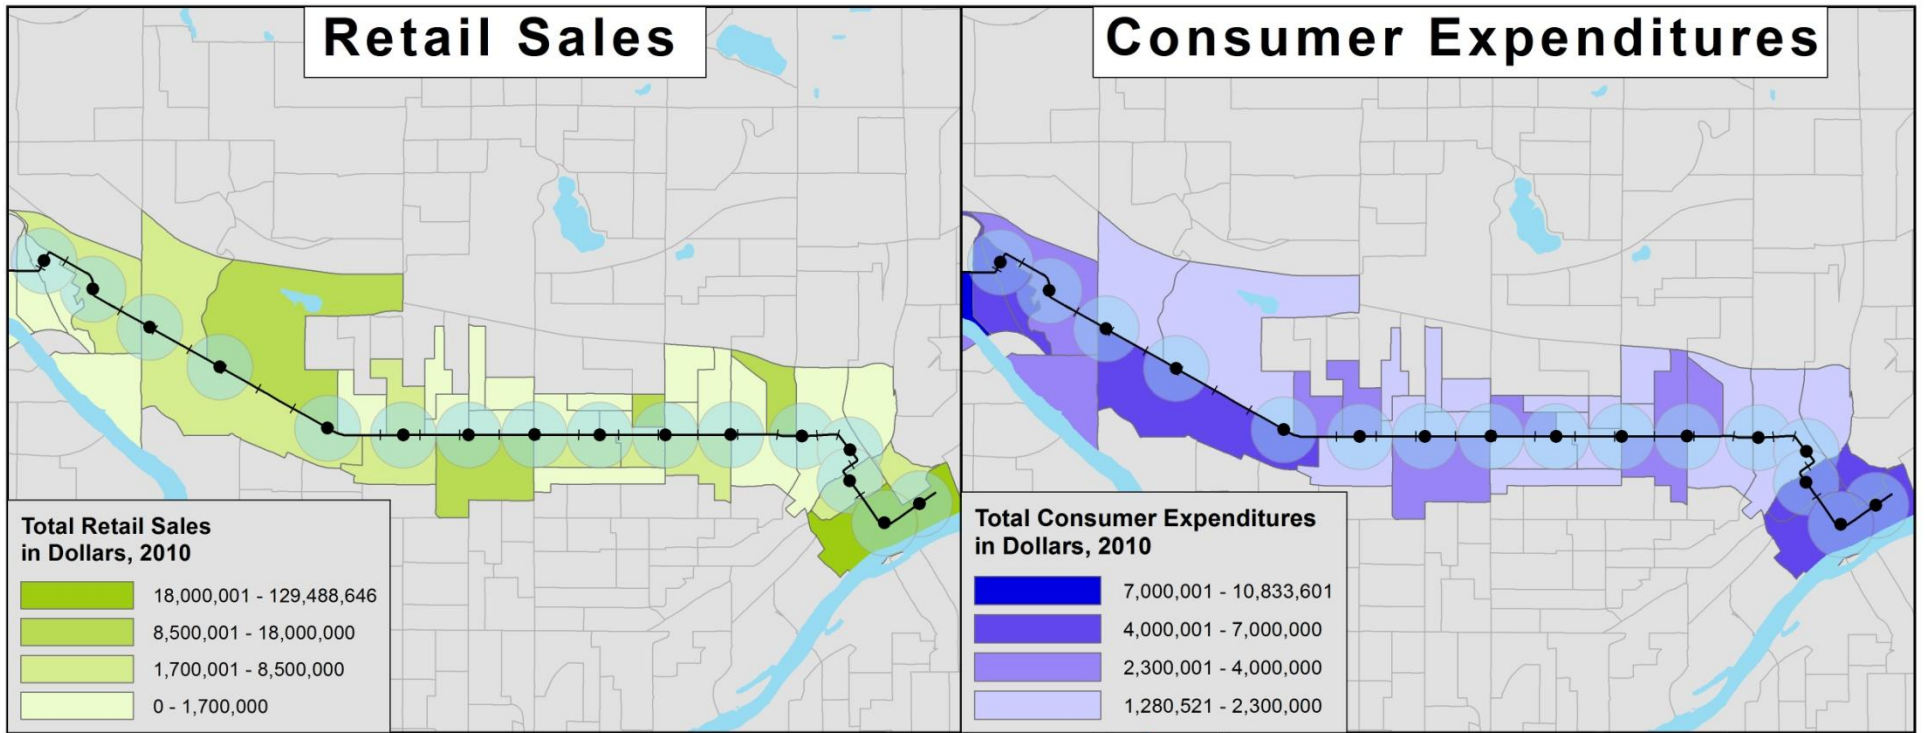 Retail Sales
Total Retail Sales
in Dollars, 2010
18,000,001 - 129,488,646
8,500,001 - 18,000,000
1,700,001 - 8,500,000
0 - 1,700,000
Consumer Expenditures
Total Consumer Expenditures
in Dollars, 2010
7,000,001 - 10,833,601
4,000,001 - 7,000,000
2,300,001 - 4,000,000
1,280,521 - 2,300,000